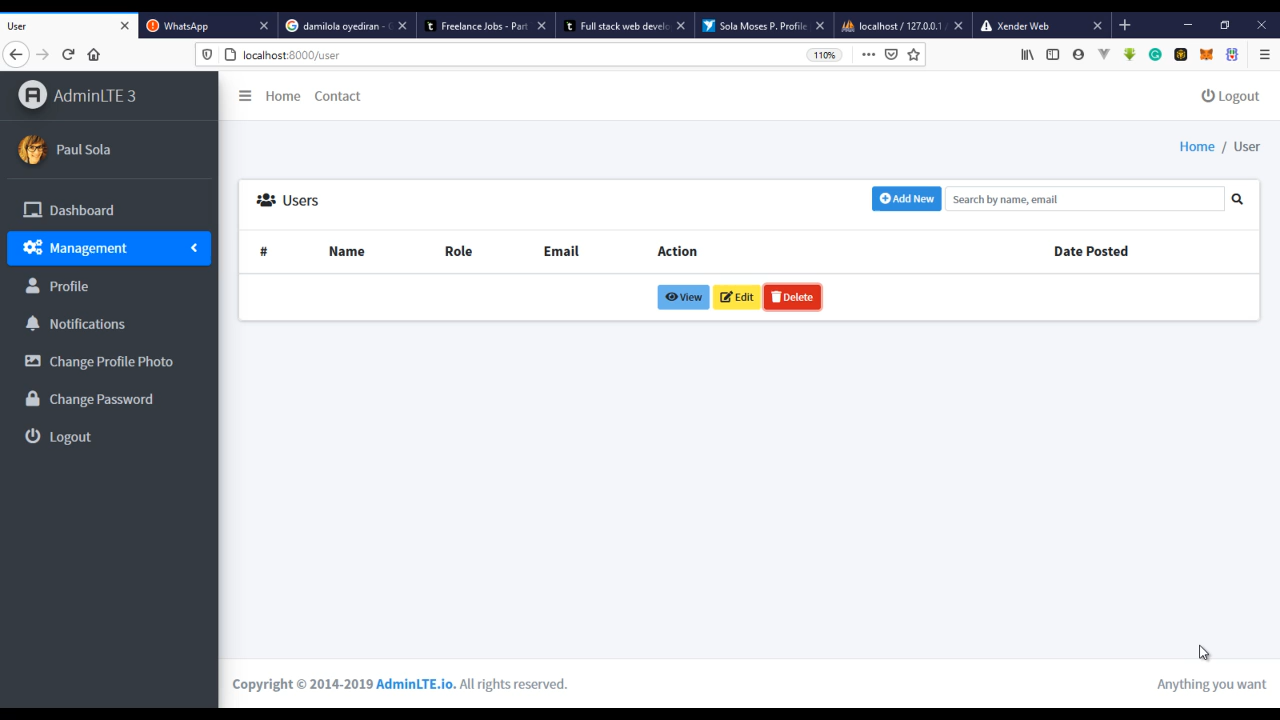 User
WhatsApp
damilola oyediran - G
Freelance Jobs - Part
Full stack web develo
Sola Moses P. Profile
localhost / 127.0.0.1 /
Xender Web
localhost:8000/user
110%
AdminLTE 3
Home
Contact
Logout
Paul Sola
Home / User
Users
Add New
Search by name, email
Dashboard
Management
Profile
Notifications
Change Profile Photo
Change Password
Logout
# Name Role Email Action Date Posted
View
Edit
Delete
Copyright © 2014-2019 AdminLTE.io. All rights reserved.
Anything you want